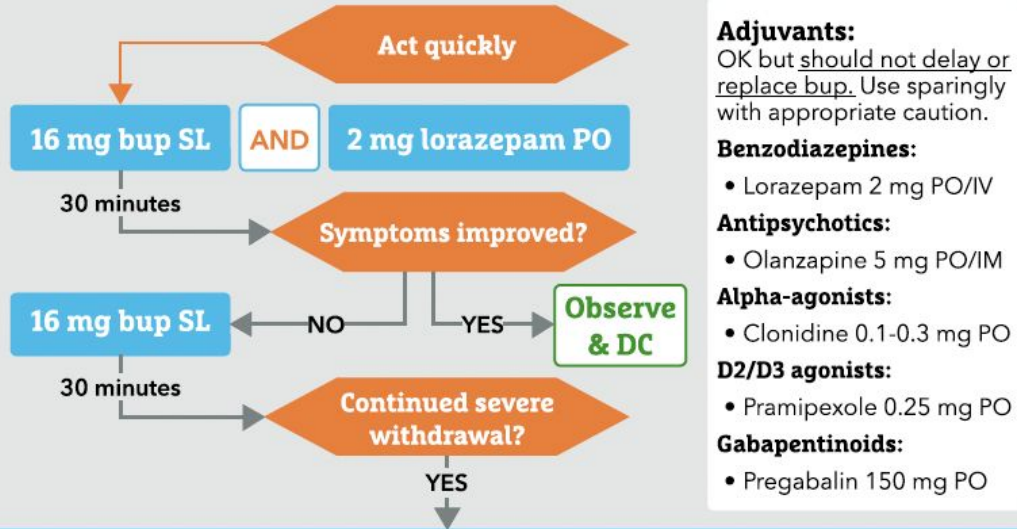 Act quickly
16 mg bup SL
AND
2 mg lorazepam PO
30 minutes
Symptoms improved?
16 mg bup SL
NO
YES
Observe
& DC
30 minutes
Continued severe
withdrawal?
YES
Adjuvants:
OK but should not delay or
replace bup. Use sparingly
with appropriate caution.
Benzodiazepines:
• Lorazepam 2 mg PO/IV
Antipsychotics:
• Olanzapine 5 mg PO/IM
Alpha-agonists:
• Clonidine 0.1-0.3 mg PO
D2/D3 agonists:
• Pramipexole 0.25 mg PO
Gabapentinoids:
• Pregabalin 150 mg PO